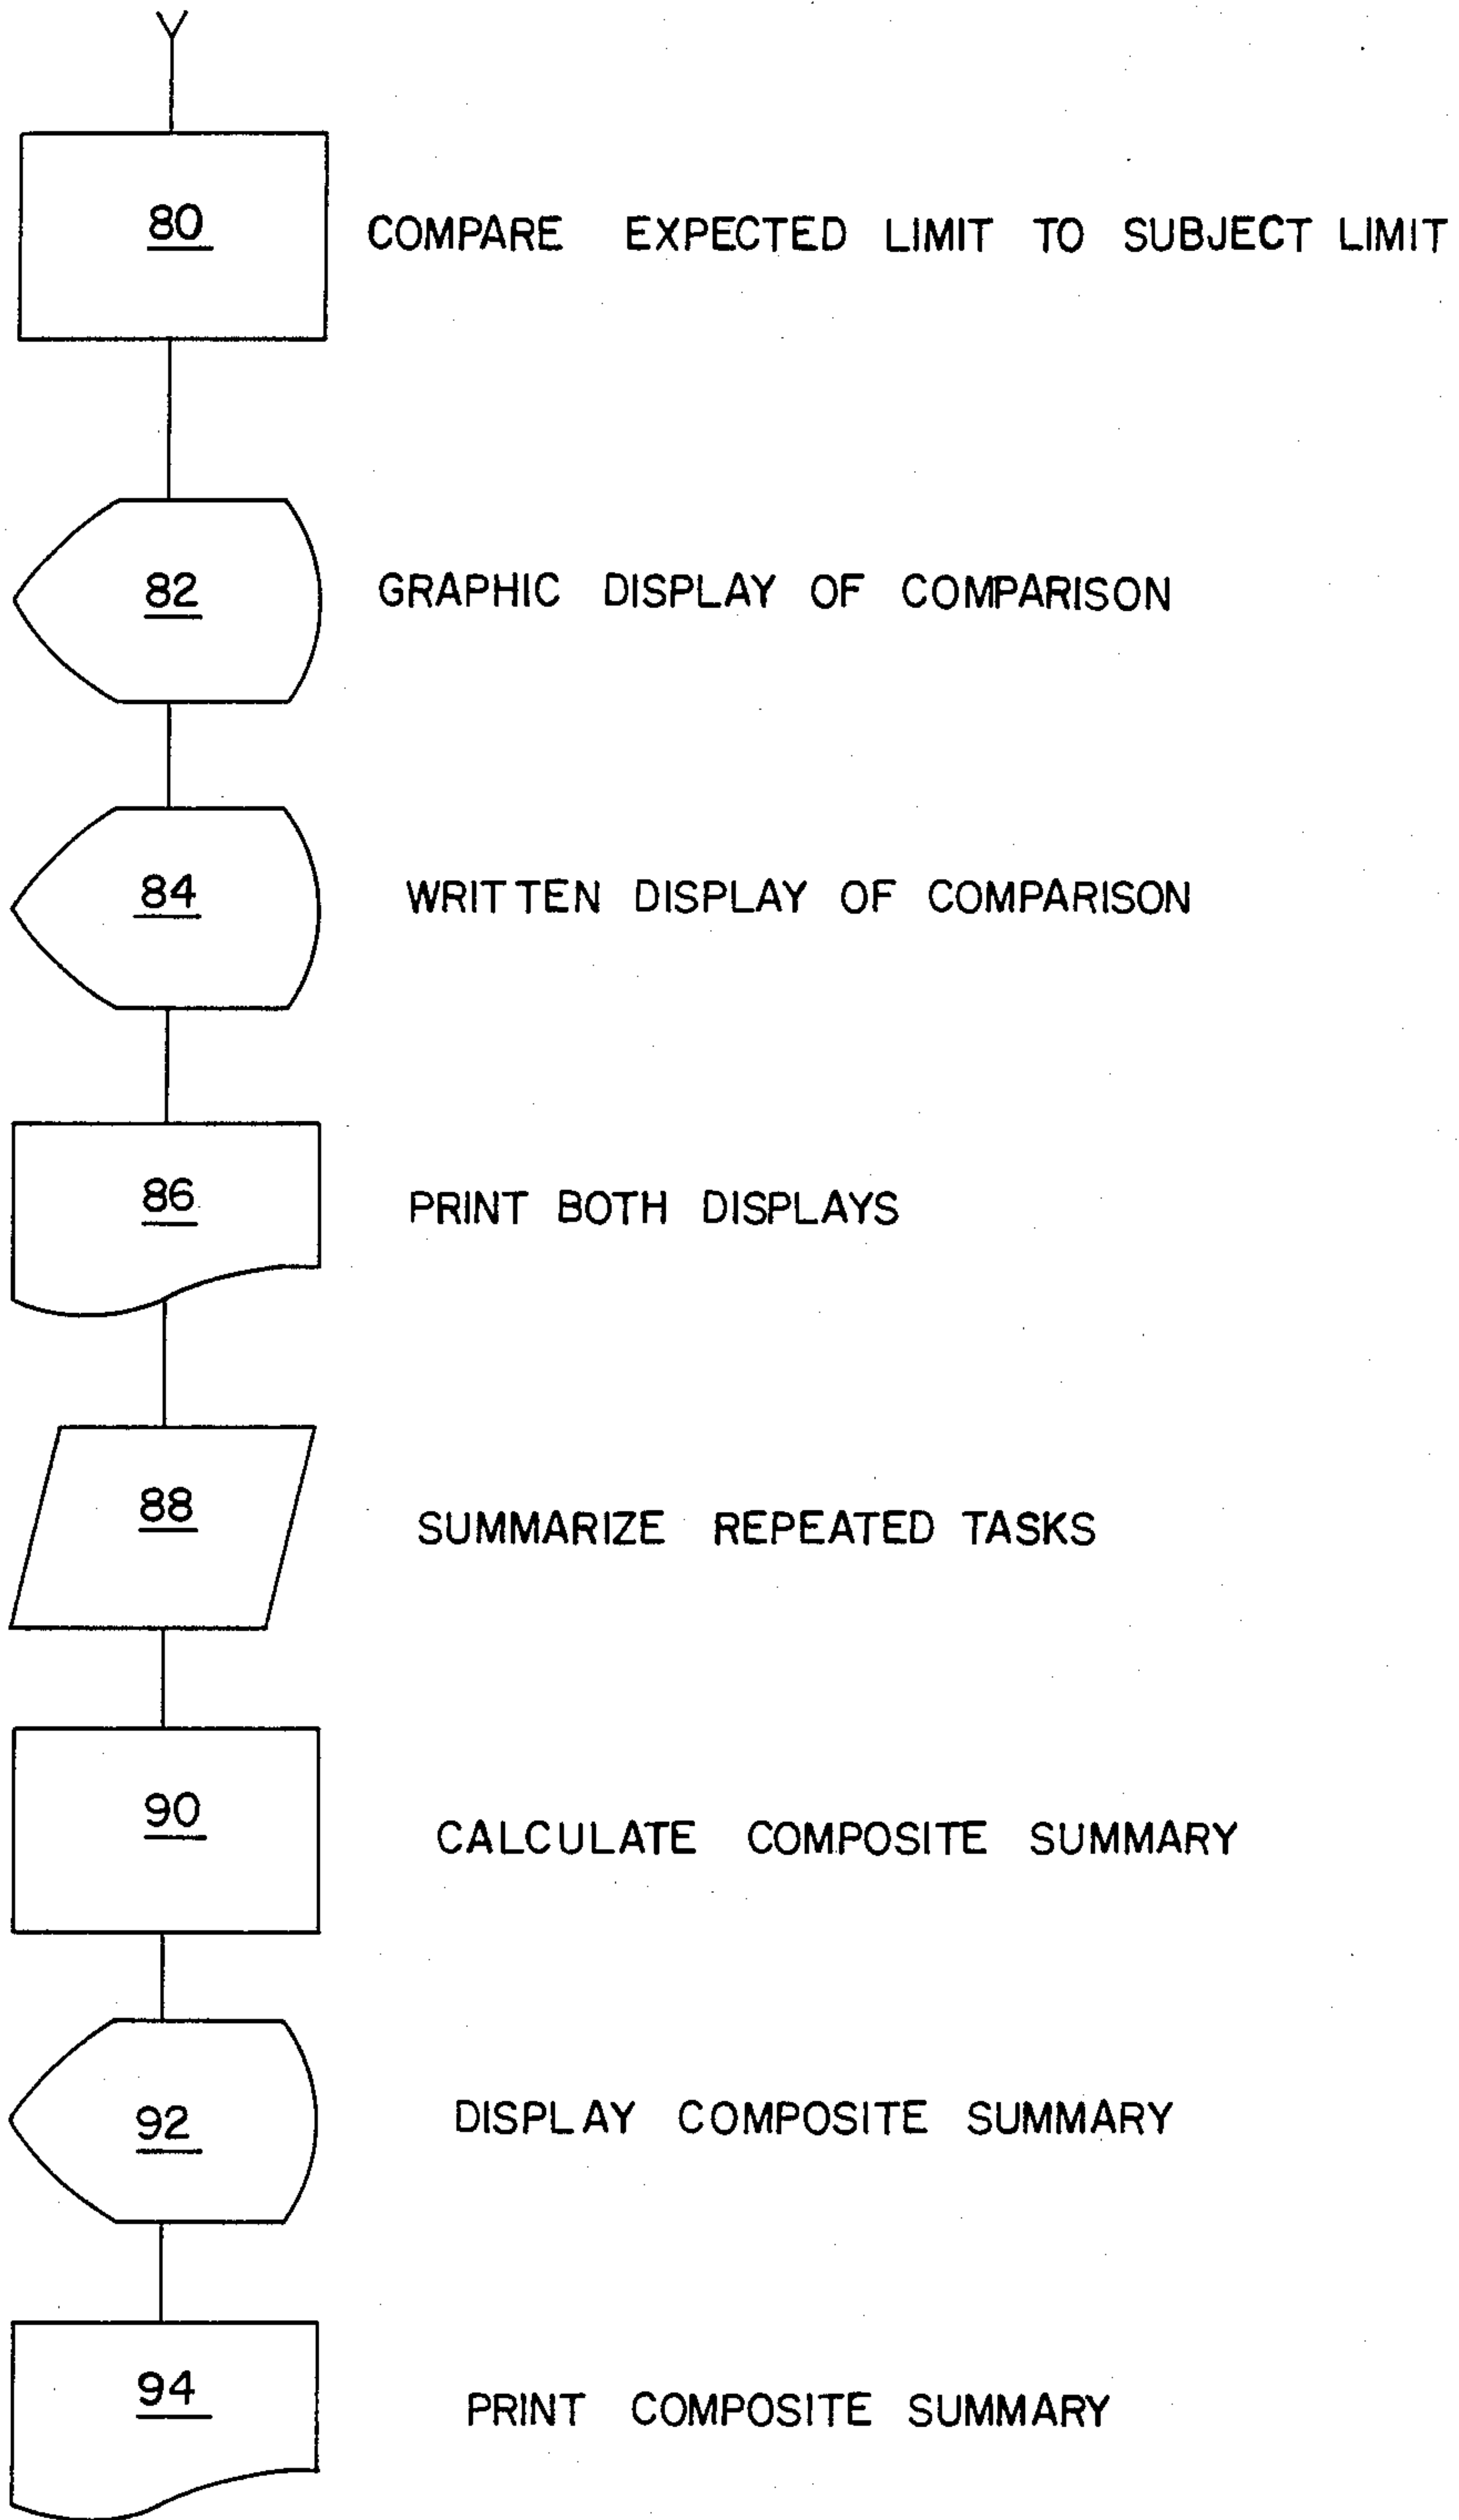 80 COMPARE EXPECTED LIMIT TO SUBJECT LIMIT
82 GRAPHIC DISPLAY OF COMPARISON
84 WRITTEN DISPLAY OF COMPARISON
86 PRINT BOTH DISPLAYS
88 SUMMARIZE REPEATED TASKS
90 CALCULATE COMPOSITE SUMMARY
92 DISPLAY COMPOSITE SUMMARY
94 PRINT COMPOSITE SUMMARY